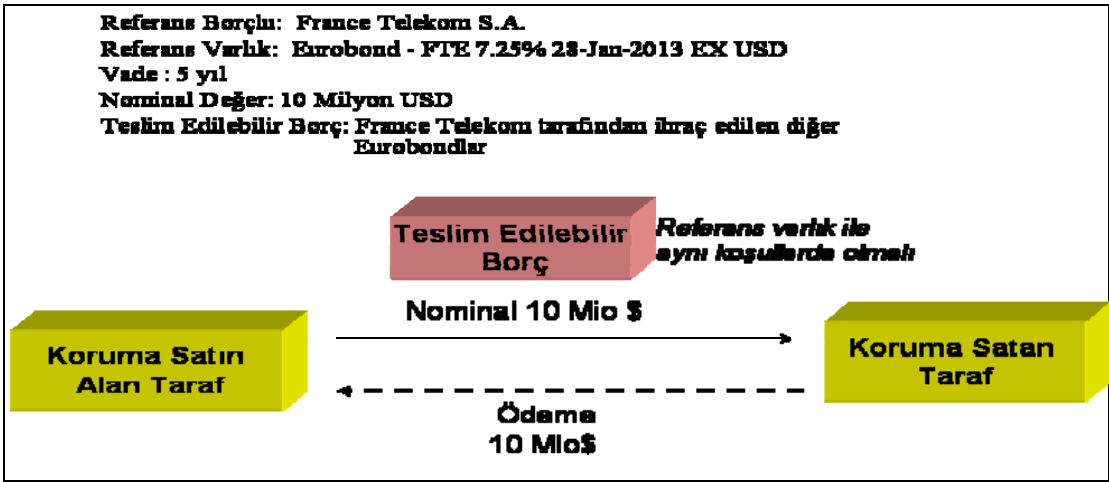 Referans Borçlu: France Telekom S.A.
Referans Varlık: Eurobond - FTE 7.25% 28-Jan-2013 EX USD
Vade : 5 yıl
Nominal Değer: 10 Milyon USD
Teslim Edilebilir Borç: France Telekom tarafından ihraç edilen diğer
Eurobondlar
Teslim Edilebilir
Borç
Referans varlık ile
aynı koşullarda olmalı
Nominal 10 Mio $
Koruma Satın
Alan Taraf
Koruma Satan
Taraf
Ödeme
10 Mio$